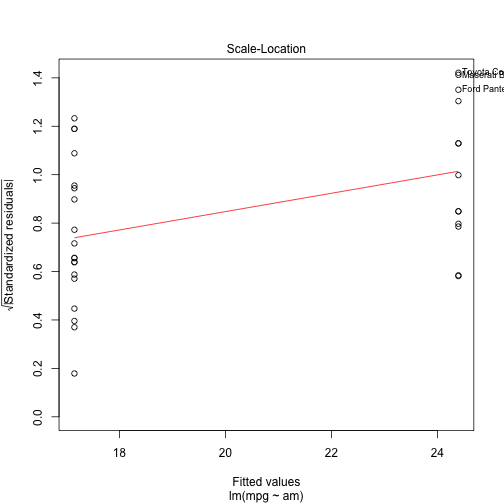 Scale-Location
√|Standardized residuals|
1.4
1.2
1.0
0.8
0.6
0.4
0.2
0.0
Toyota Co
Maserati B
Ford Pante
18 20 22 24
Fitted values
lm(mpg ~ am)